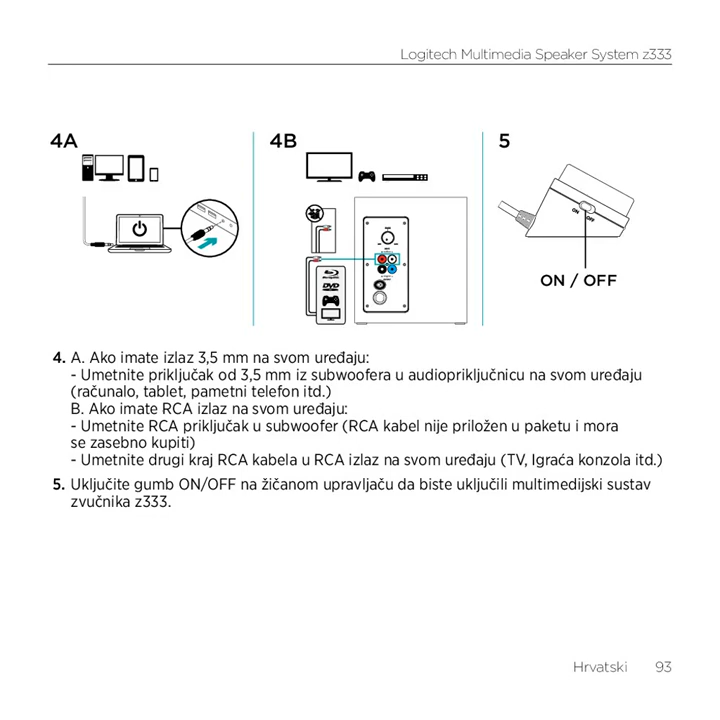 Logitech Multimedia Speaker System z333
4A
4B
5
ON OFF
DVD
ON / OFF
4. A. Ako imate izlaz 3,5 mm na svom uređaju:
- Umetnite priključak od 3,5 mm iz subwoofera u audiopriključnicu na svom uređaju
(računalo, tablet, pametni telefon itd.)
B. Ako imate RCA izlaz na svom uređaju:
- Umetnite RCA priključak u subwoofer (RCA kabel nije priložen u paketu i mora
se zasebno kupiti)
- Umetnite drugi kraj RCA kabela u RCA izlaz na svom uređaju (TV, Igraća konzola itd.)
5. Uključite gumb ON/OFF na žičanom upravljaču da biste uključili multimedijski sustav
zvučnika z333.
Hrvatski 93